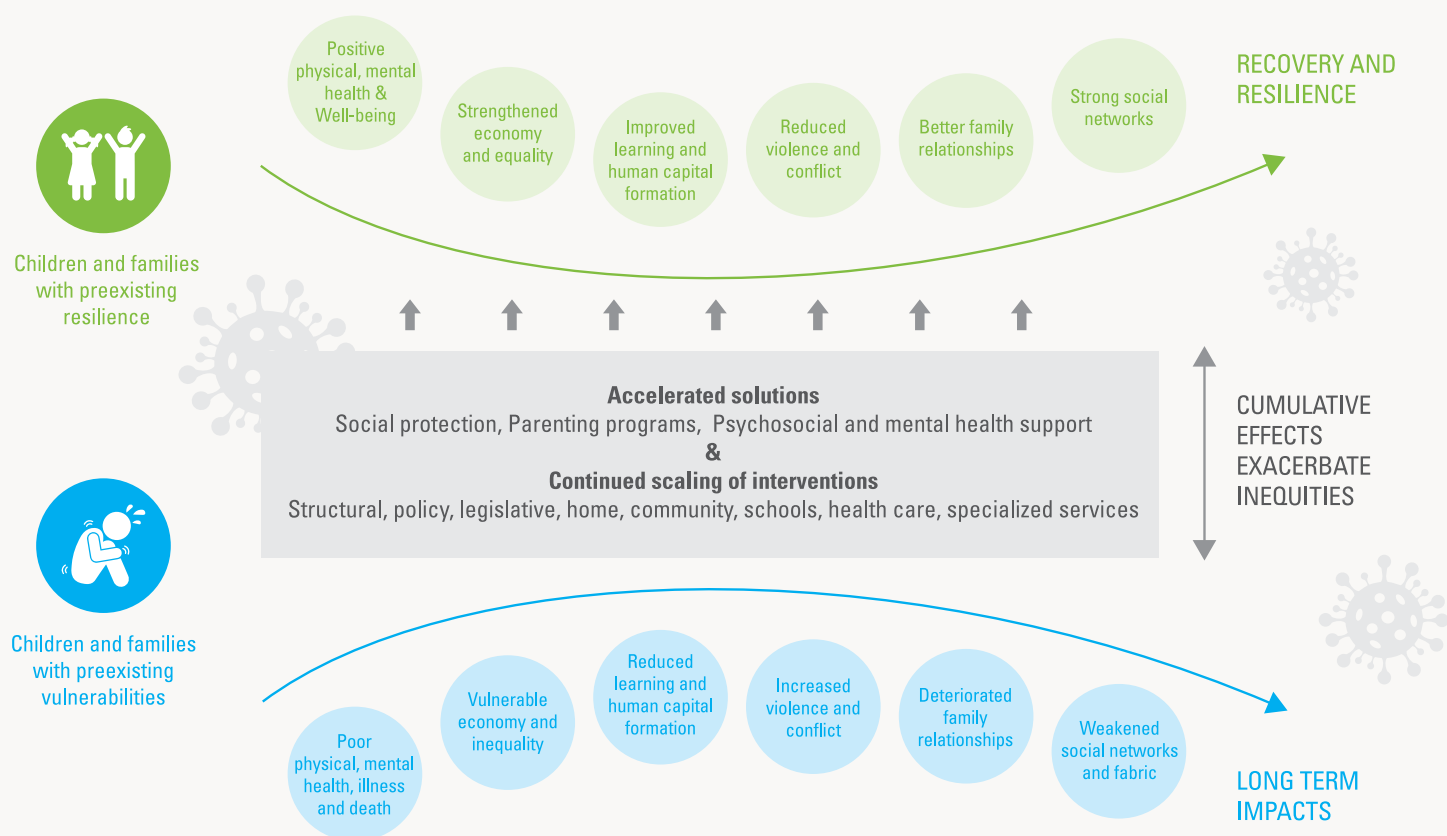 Positive
physical, mental
health &
Well-being
Strengthened
economy
and equality
Improved
learning and
human capital
formation
Reduced
violence and
conflict
Better family
relationships
Strong social
networks
RECOVERY AND
RESILIENCE
Children and families
with preexisting
resilience
Accelerated solutions
Social protection, Parenting programs, Psychosocial and mental health support
&
Continued scaling of interventions
Structural, policy, legislative, home, community, schools, health care, specialized services
CUMULATIVE
EFFECTS
EXACERBATE
INEQUITIES
Children and families
with preexisting
vulnerabilities
Poor
physical, mental
health, illness
and death
Vulnerable
economy and
inequality
Reduced
learning and
human capital
formation
Increased
violence and
conflict
Deteriorated
family
relationships
Weakened
social networks
and fabric
LONG TERM
IMPACTS